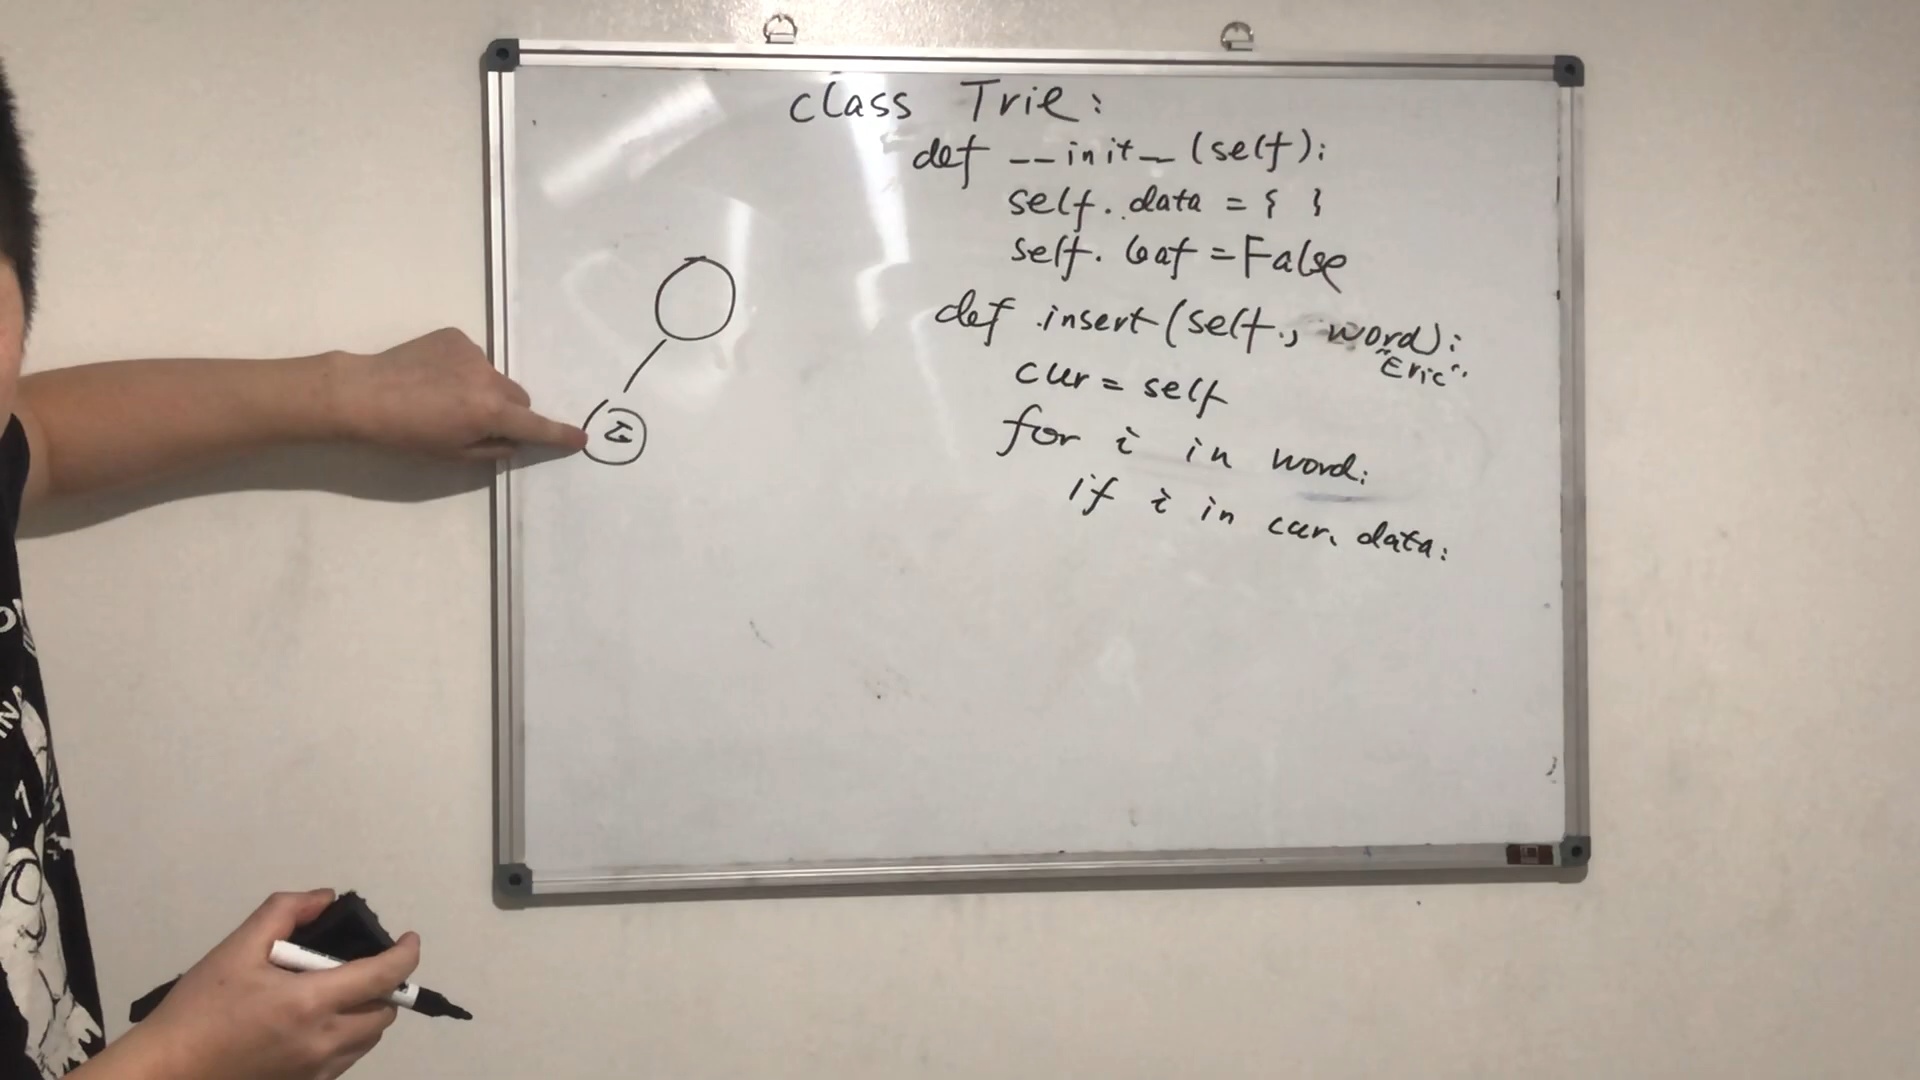 class Trie:
def __init_(self):
self.data = { }
self.leaf = False
def insert(self, word):
"Eric"
cur = self
for i in word:
if i in cur.data:
E